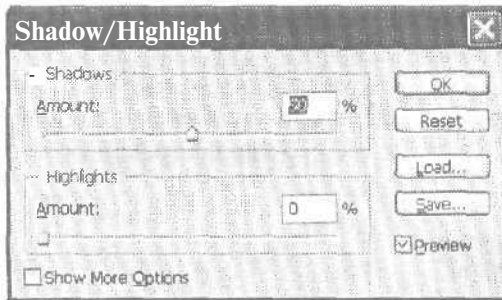 Shadow/Highlight
Shadows
Amount: %
Highlights
Amount: 0 %
Show More Options
OK
Reset
Load...
Save...
Preview